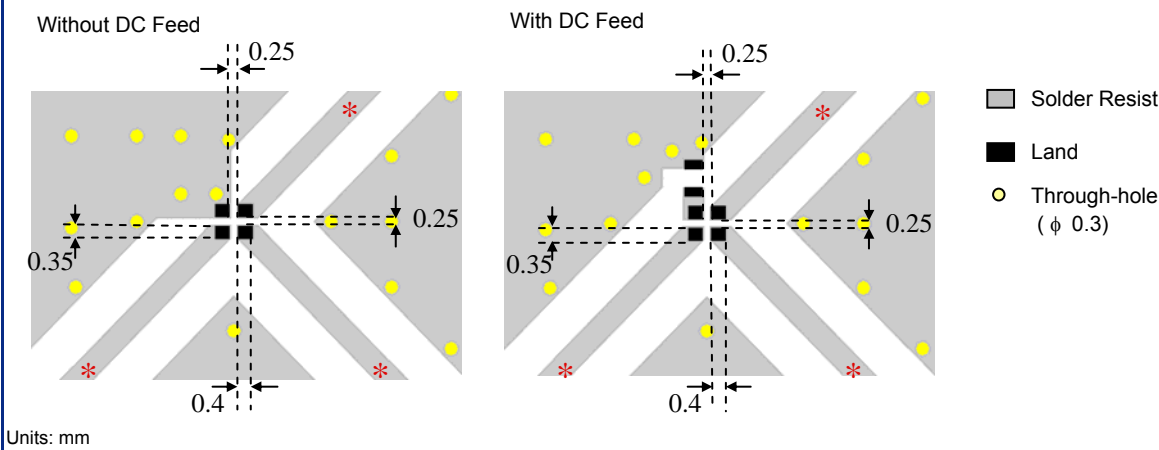 Without DC Feed
With DC Feed
0.25
0.25
*
*
Solder Resist
Land
Through-hole
( φ 0.3)
0.25
0.25
0.35
0.35
*
*
*
*
0.4
0.4
Units: mm